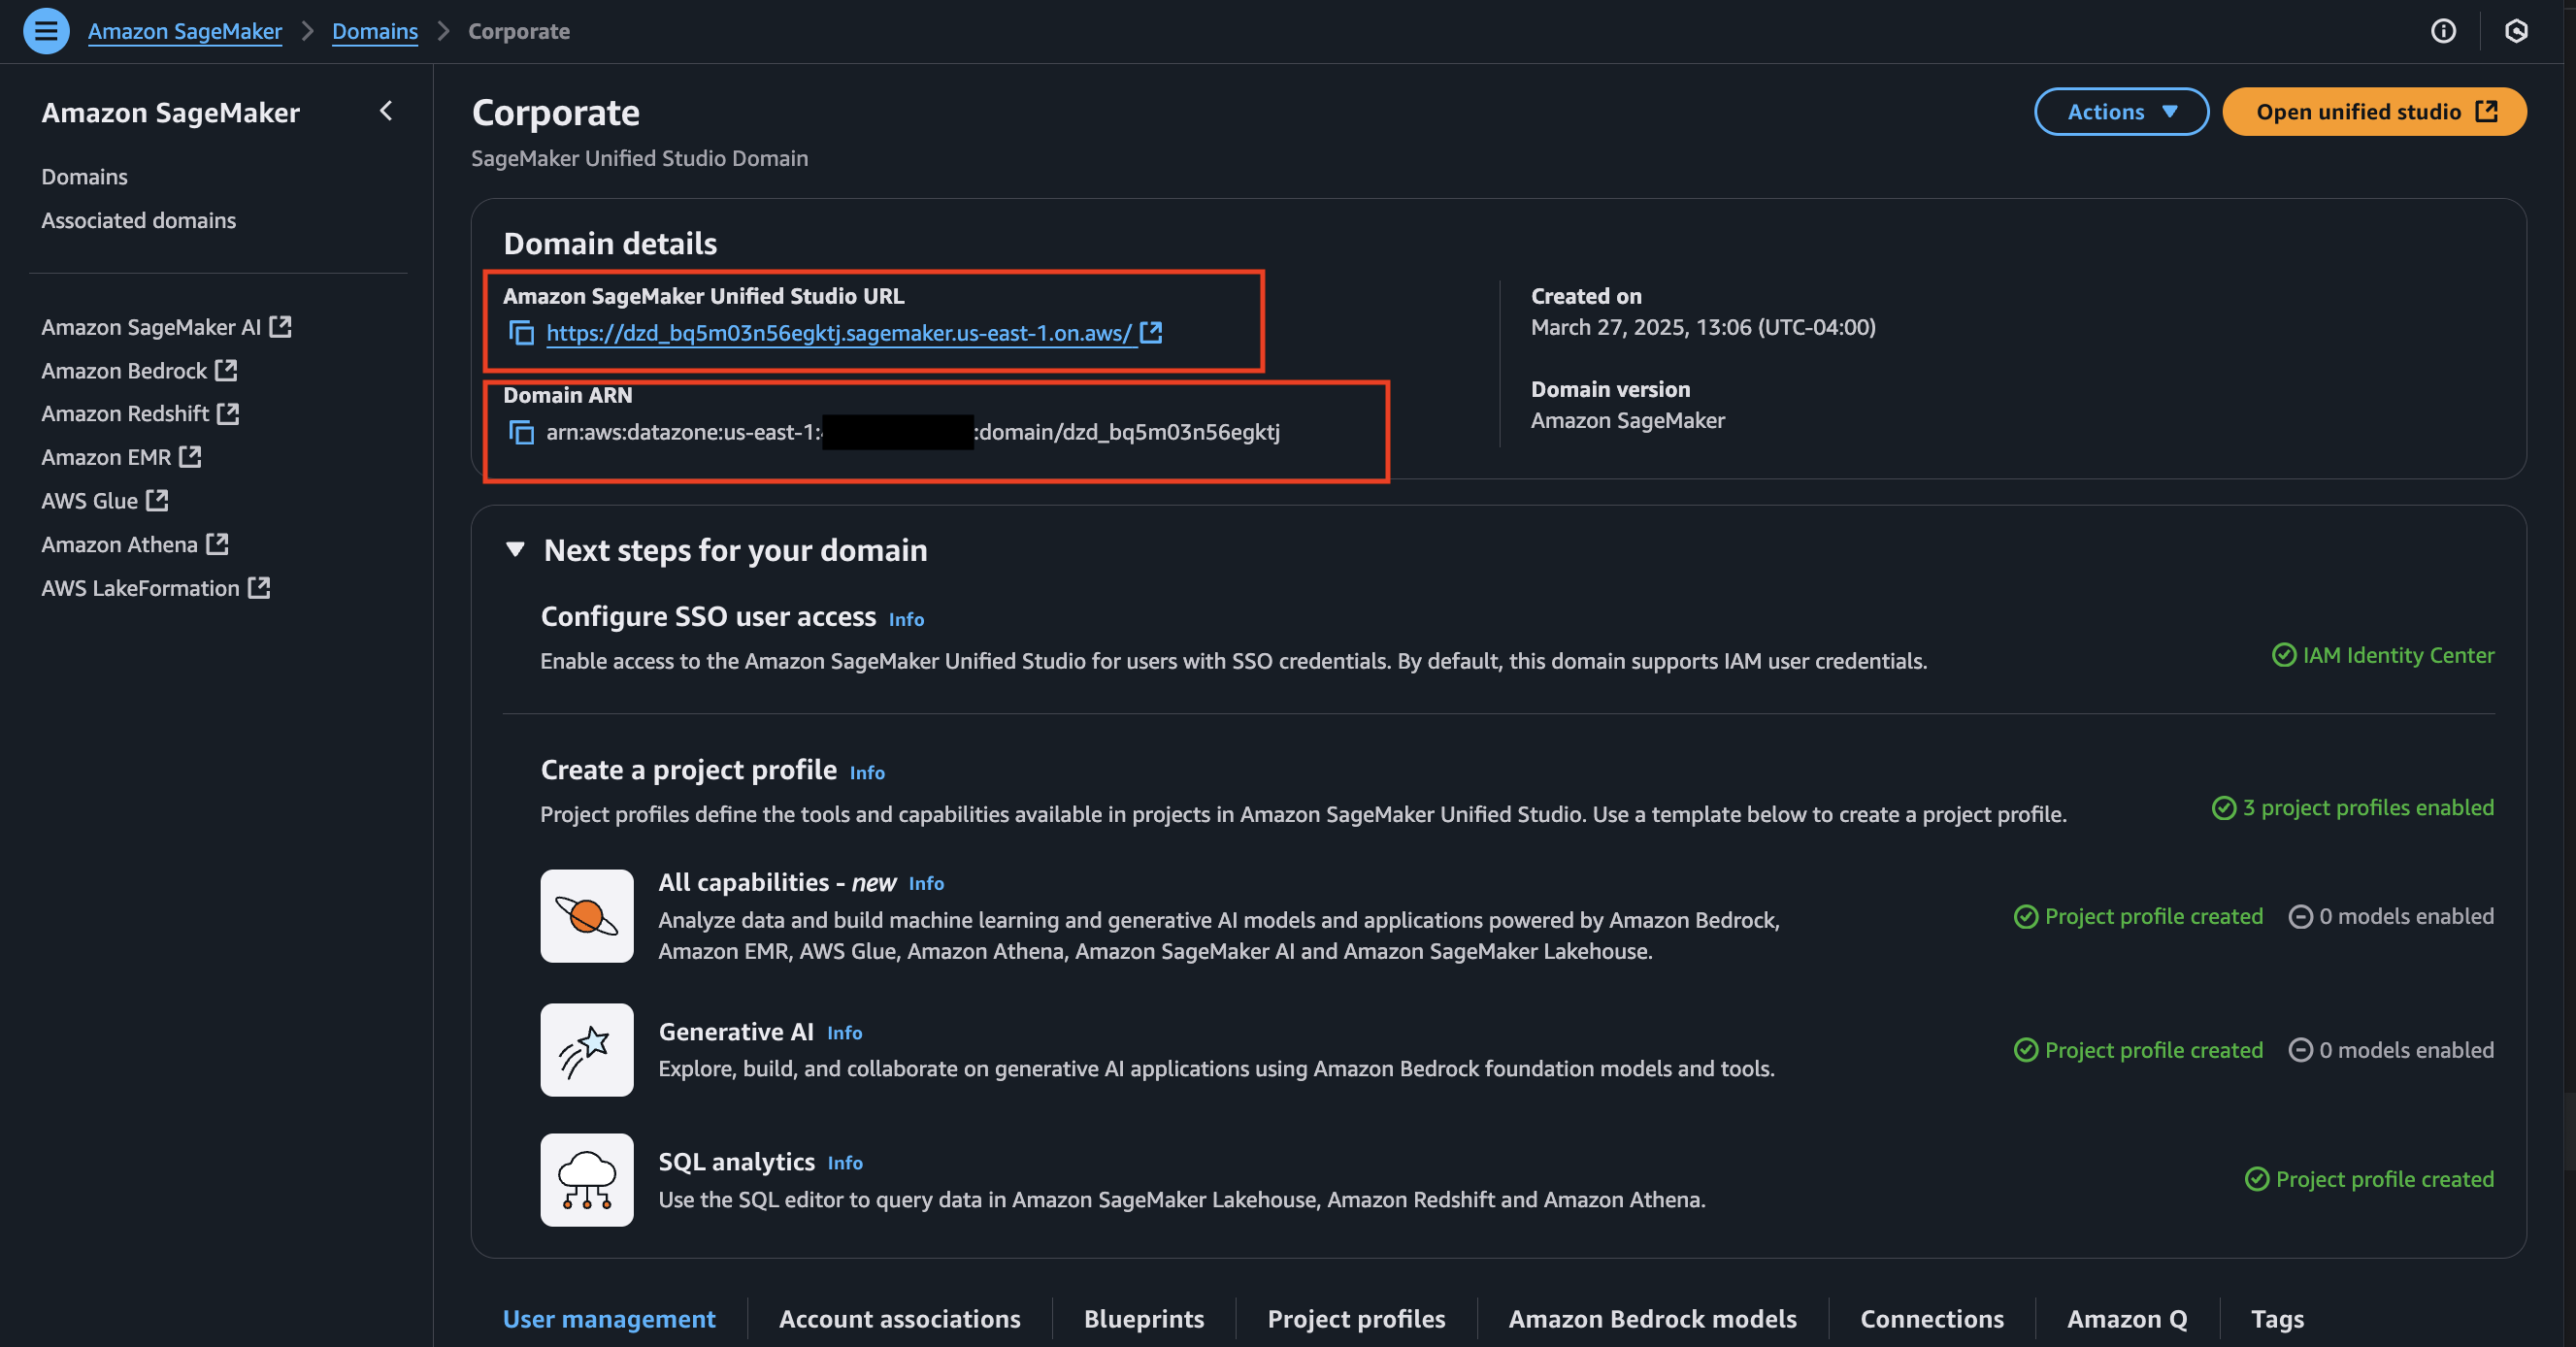 Amazon SageMaker > Domains > Corporate
Amazon SageMaker
Domains
Associated domains
Amazon SageMaker AI
Amazon Bedrock
Amazon Redshift
Amazon EMR
AWS Glue
Amazon Athena
AWS LakeFormation
Corporate
SageMaker Unified Studio Domain
Actions
Open unified studio
Domain details
Amazon SageMaker Unified Studio URL
https://dzd_bq5m03n56egktj.sagemaker.us-east-1.on.aws/
Domain ARN
arn:aws:datazone:us-east-1: :domain/dzd_bq5m03n56egktj
Created on
March 27, 2025, 13:06 (UTC-04:00)
Domain version
Amazon SageMaker
Next steps for your domain
Configure SSO user access Info
Enable access to the Amazon SageMaker Unified Studio for users with SSO credentials. By default, this domain supports IAM user credentials.
IAM Identity Center
Create a project profile Info
Project profiles define the tools and capabilities available in projects in Amazon SageMaker Unified Studio. Use a template below to create a project profile.
3 project profiles enabled
All capabilities - new Info
Analyze data and build machine learning and generative AI models and applications powered by Amazon Bedrock,
Amazon EMR, AWS Glue, Amazon Athena, Amazon SageMaker AI and Amazon SageMaker Lakehouse.
Project profile created 0 models enabled
Generative AI Info
Explore, build, and collaborate on generative AI applications using Amazon Bedrock foundation models and tools.
Project profile created 0 models enabled
SQL analytics Info
Use the SQL editor to query data in Amazon SageMaker Lakehouse, Amazon Redshift and Amazon Athena.
Project profile created
User management Account associations Blueprints Project profiles Amazon Bedrock models Connections Amazon Q Tags